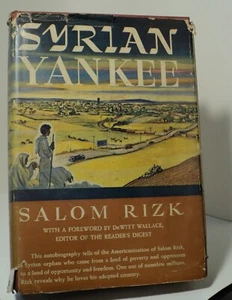 SYRIAN
YANKEE
SALOM RIZK
WITH A FOREWORD BY DeWITT WALLACE,
EDITOR OF THE READER'S DIGEST
This autobiography tells of the Americanization of Salom Rizk,
a Syrian orphan who came from a land of poverty and oppression
to a land of opportunity and freedom. One out of nameless millions,
Rizk reveals why he loves his adopted country.